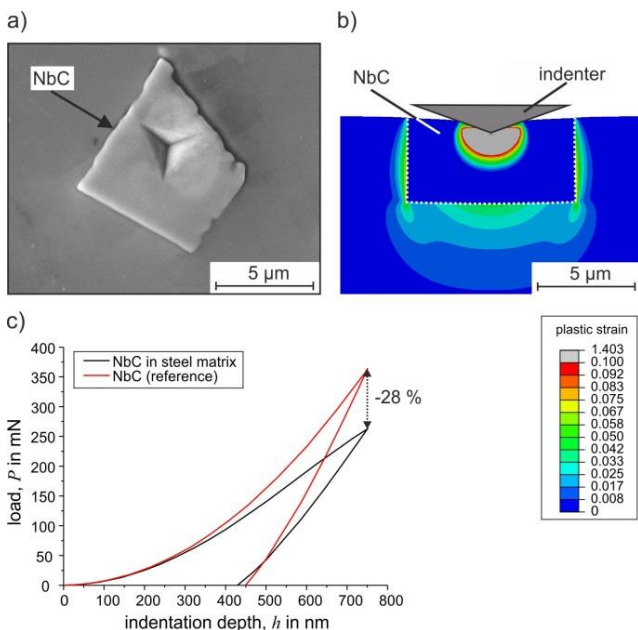 a)
NbC
5 µm
b)
NbC
indenter
5 µm
c)
load, P in mN
400
350
300
250
200
150
100
50
0
NbC in steel matrix
NbC (reference)
-28 %
0 100 200 300 400 500 600 700 800
indentation depth, h in nm
plastic strain
1.403
0.100
0.092
0.083
0.075
0.067
0.058
0.050
0.042
0.033
0.025
0.017
0.008
0